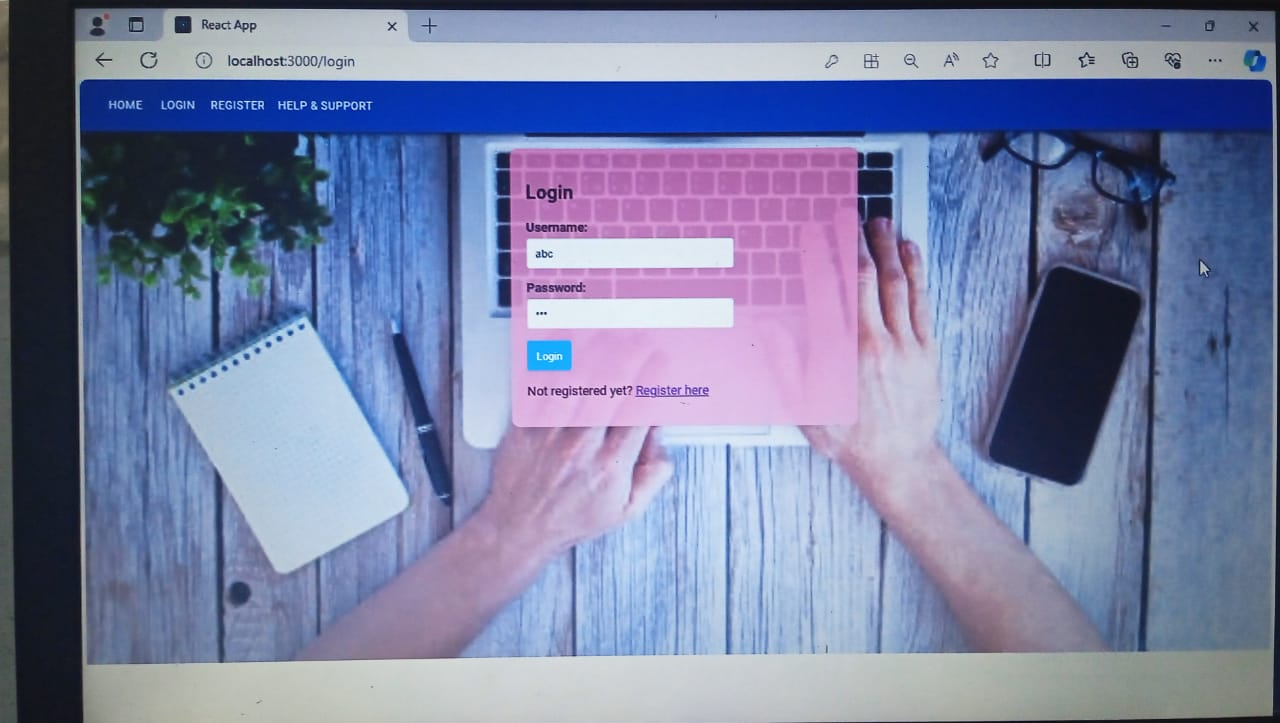 React App
localhost:3000/login
HOME LOGIN REGISTER HELP & SUPPORT
Login
Username:
abc
Password:
•••
Login
Not registered yet? Register here